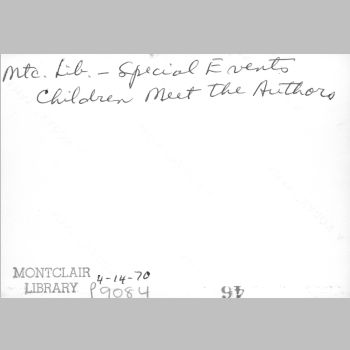 Mtc. Lib. - Special Events
Children Meet the Authors
MONTCLAIR 4-14-70
LIBRARY P9084
46